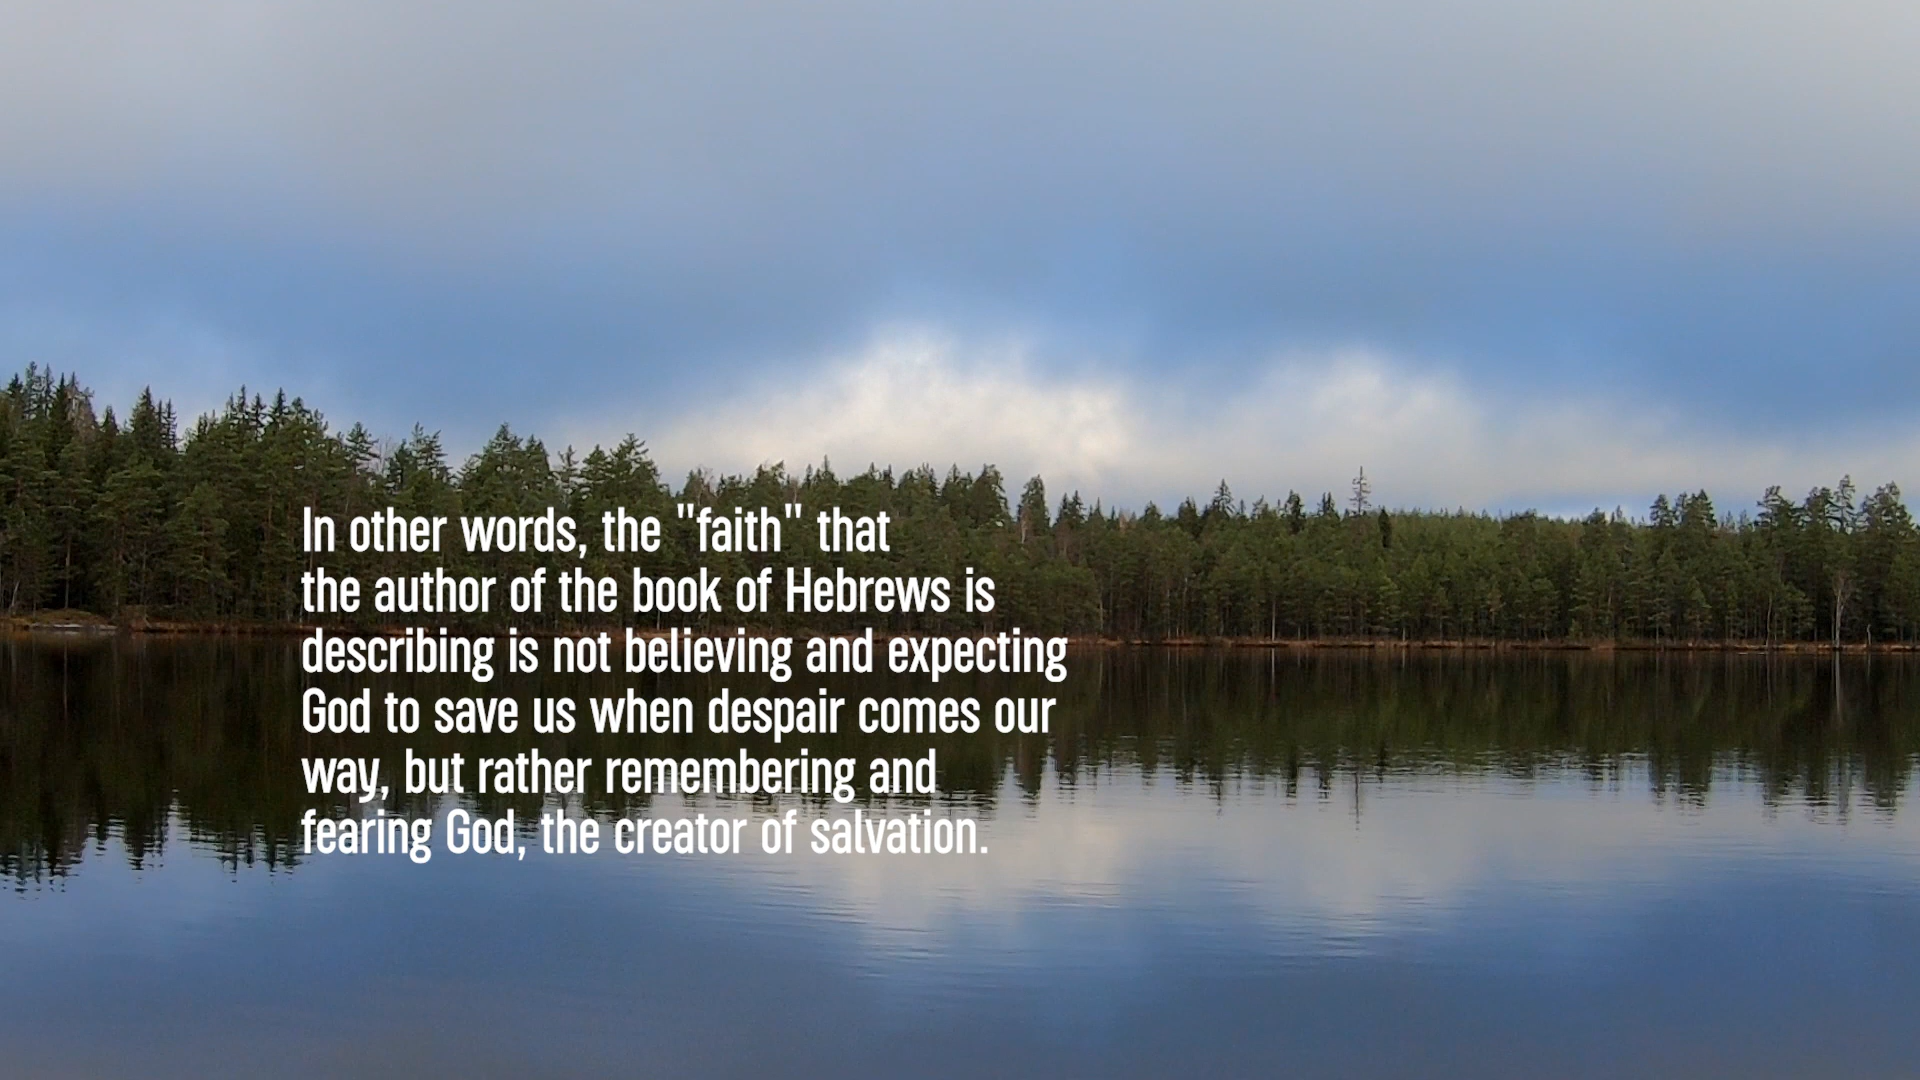 In other words, the "faith" that
the author of the book of Hebrews is
describing is not believing and expecting
God to save us when despair comes our
way, but rather remembering and
fearing God, the creator of salvation.